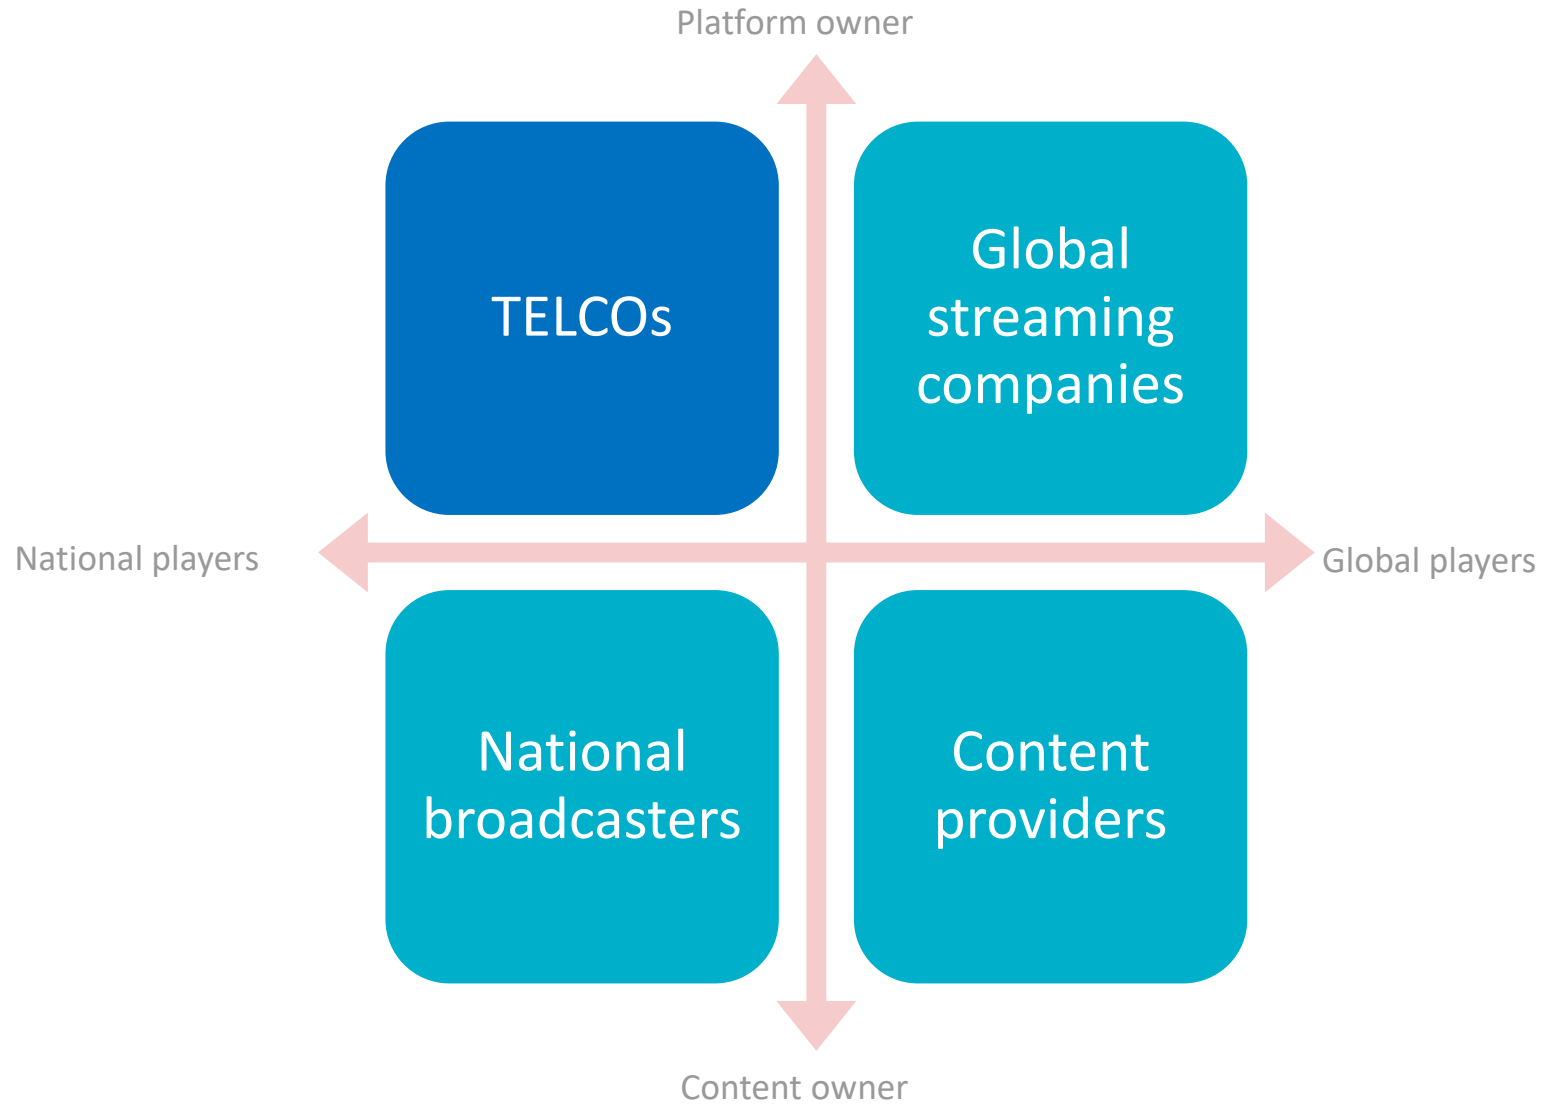 Platform owner
TELCOs
Global
streaming
companies
National players
Global players
National
broadcasters
Content
providers
Content owner